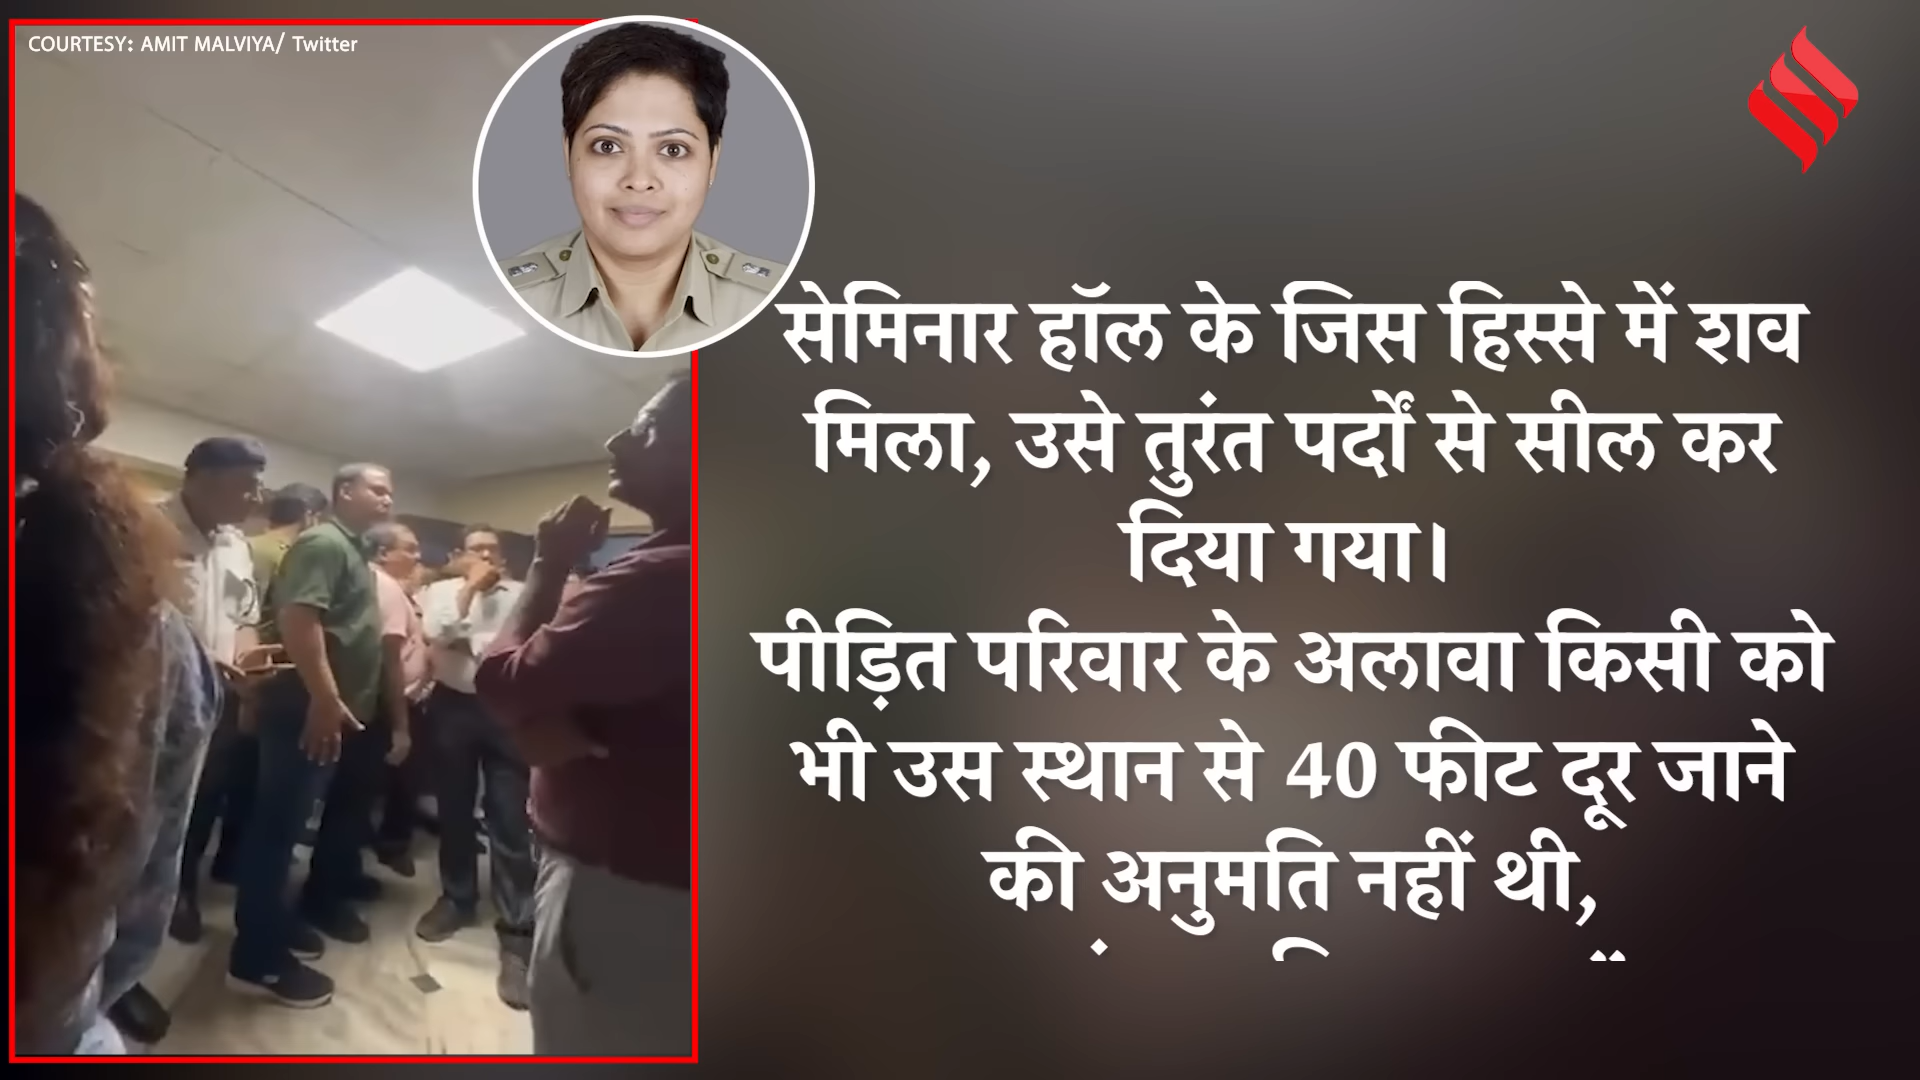 COURTESY: AMIT MALVIYA/ Twitter
सेमिनार हॉल के जिस हिस्से में शव
मिला, उसे तुरंत पर्दों से सील कर
दिया गया।
पीड़ित परिवार के अलावा किसी को
भी उस स्थान से 40 फीट दूर जाने
की अनुमति नहीं थी,